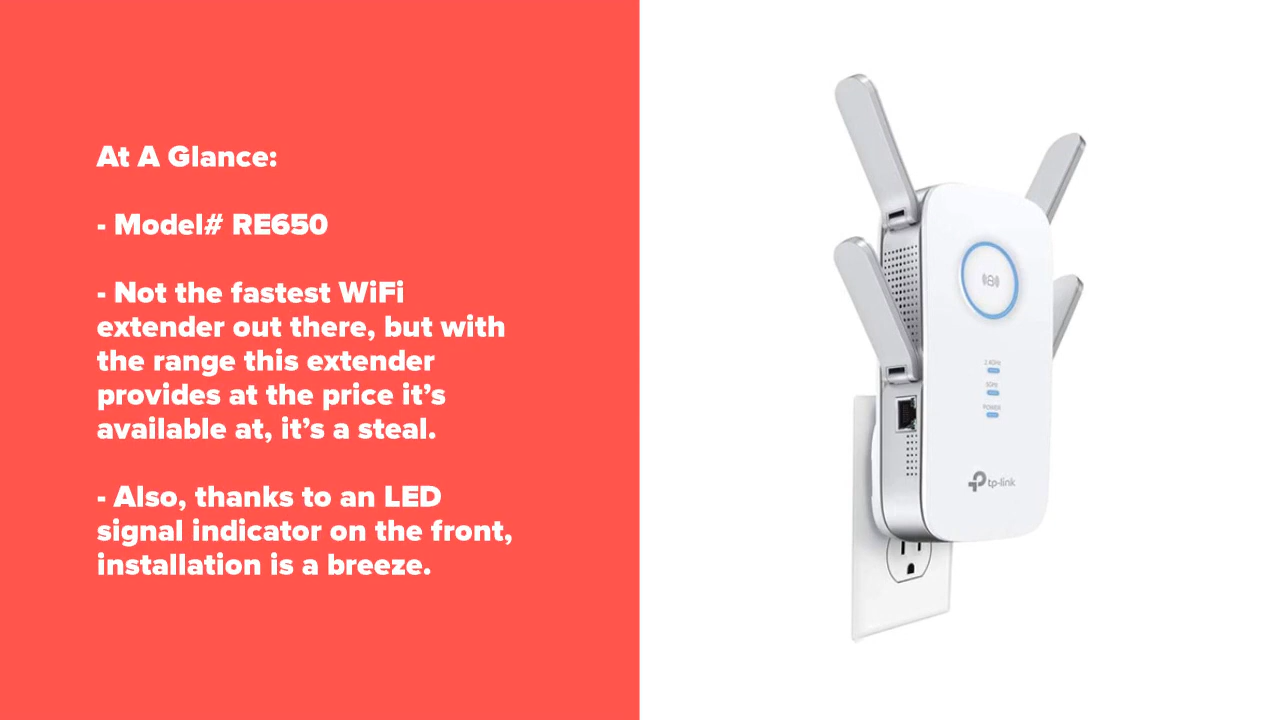 At A Glance:
- Model# RE650
- Not the fastest WiFi
extender out there, but with
the range this extender
provides at the price it’s
available at, it’s a steal.
- Also, thanks to an LED
signal indicator on the front,
installation is a breeze.
2.4GHz
5GHz
POWER
tp-link